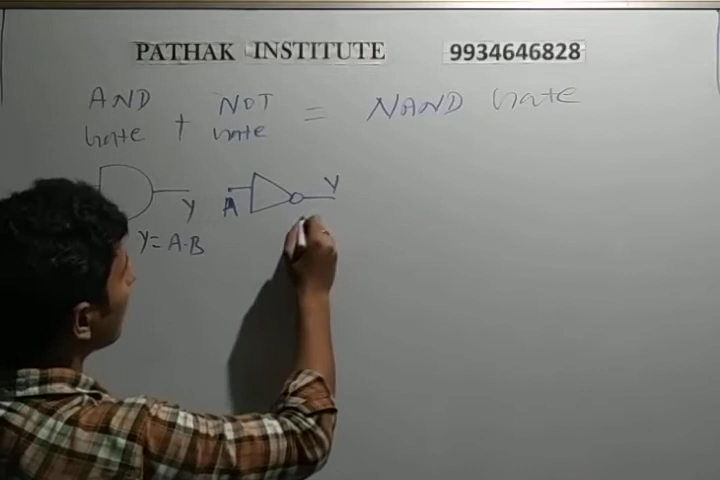 PATHAK INSTITUTE 9934646828
AND NOT = NAND Gate
Gate + Gate
Y A Y
Y = A·B